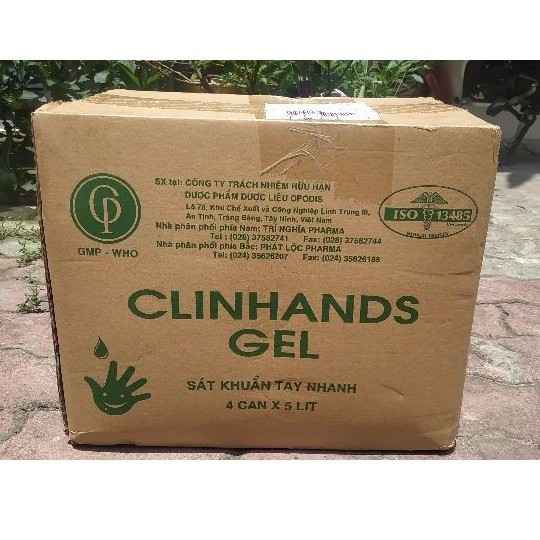 SX tại: CÔNG TY TRÁCH NHIỆM HỮU HẠN
DƯỢC PHẨM DƯỢC LIỆU OPODIS
Lô 78, Khu Chế Xuất và Công Nghiệp Linh Trung III,
An Tịnh, Trảng Bàng, Tây Ninh, Việt Nam
Nhà phân phối phía Nam: TRÍ NGHĨA PHARMA
Tel : (028) 37582741 Fax: (028) 37582744
Nhà phân phối phía Bắc: PHÁT LỘC PHARMA
Tel: (024) 35626207 Fax: (024) 35626186
GMP - WHO
ISO 13485
CLINHANDS
GEL
SÁT KHUẨN TAY NHANH
4 CAN X 5 LIT